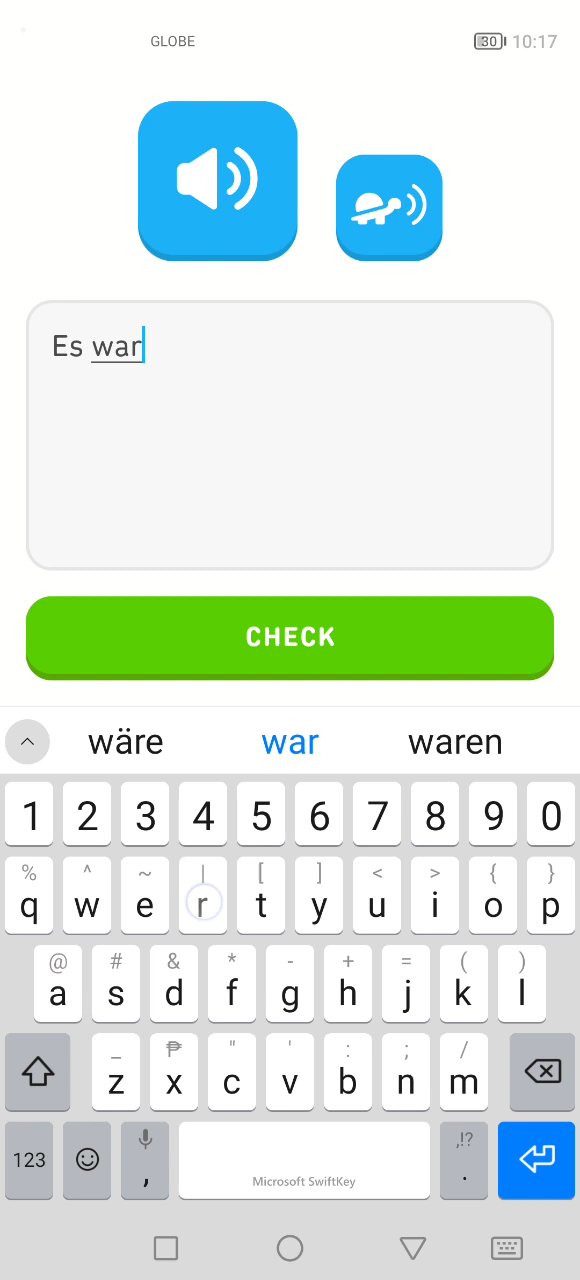 GLOBE 30 10:17
Es war
CHECK
wäre war waren
1 2 3 4 5 6 7 8 9 0
% ^ ~ | [ ] < > { }
q w e r t y u i o p
@ # & * - + = ( )
a s d f g h j k l
_ ₱ " ' : ; /
z x c v b n m
123 , Microsoft SwiftKey ,!? .